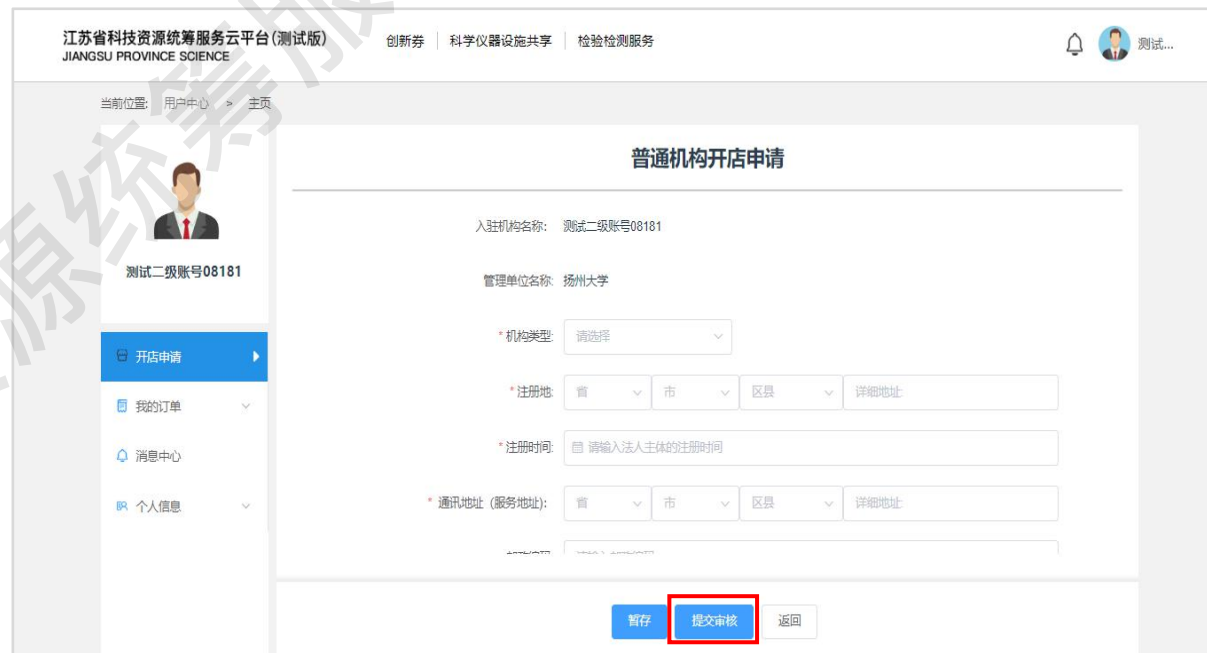 江苏省科技资源统筹服务云平台(测试版) 创新券 科学仪器设施共享 检验检测服务 测试...
JIANGSU PROVINCE SCIENCE
当前位置: 用户中心 > 主页
普通机构开店申请
入驻机构名称: 测试二级账号08181
测试二级账号08181
管理单位名称: 扬州大学
*机构类型: 请选择
开店申请
*注册地: 省 市 区县 详细地址
我的订单
*注册时间: 请输入法人主体的注册时间
消息中心
* 通讯地址（服务地址）: 省 市 区县 详细地址
个人信息
暂存 提交审核 返回
源统筹服